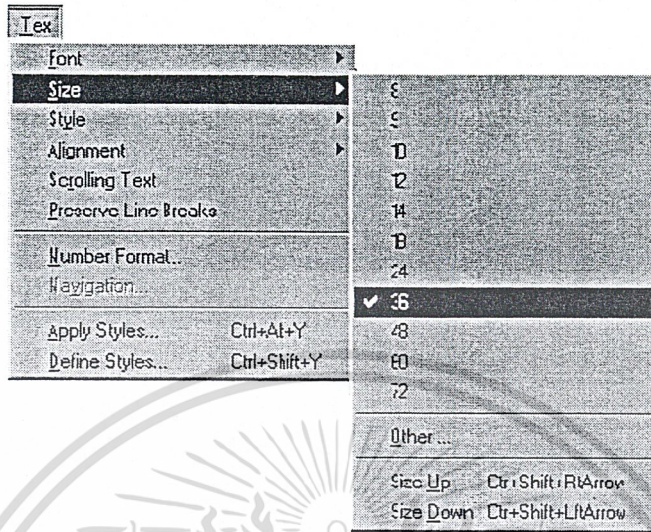 Tex
Font
Size
Style
Alignment
Scrolling Text
Preserve Line Breaks
Number Format...
Navigation...
Apply Styles... Ctrl+Alt+Y
Define Styles... Ctrl+Shift+Y
8
9
10
12
14
18
24
✓ 36
48
60
72
Other...
Size Up Ctrl+Shift+RtArrow
Size Down Ctrl+Shift+LftArrow